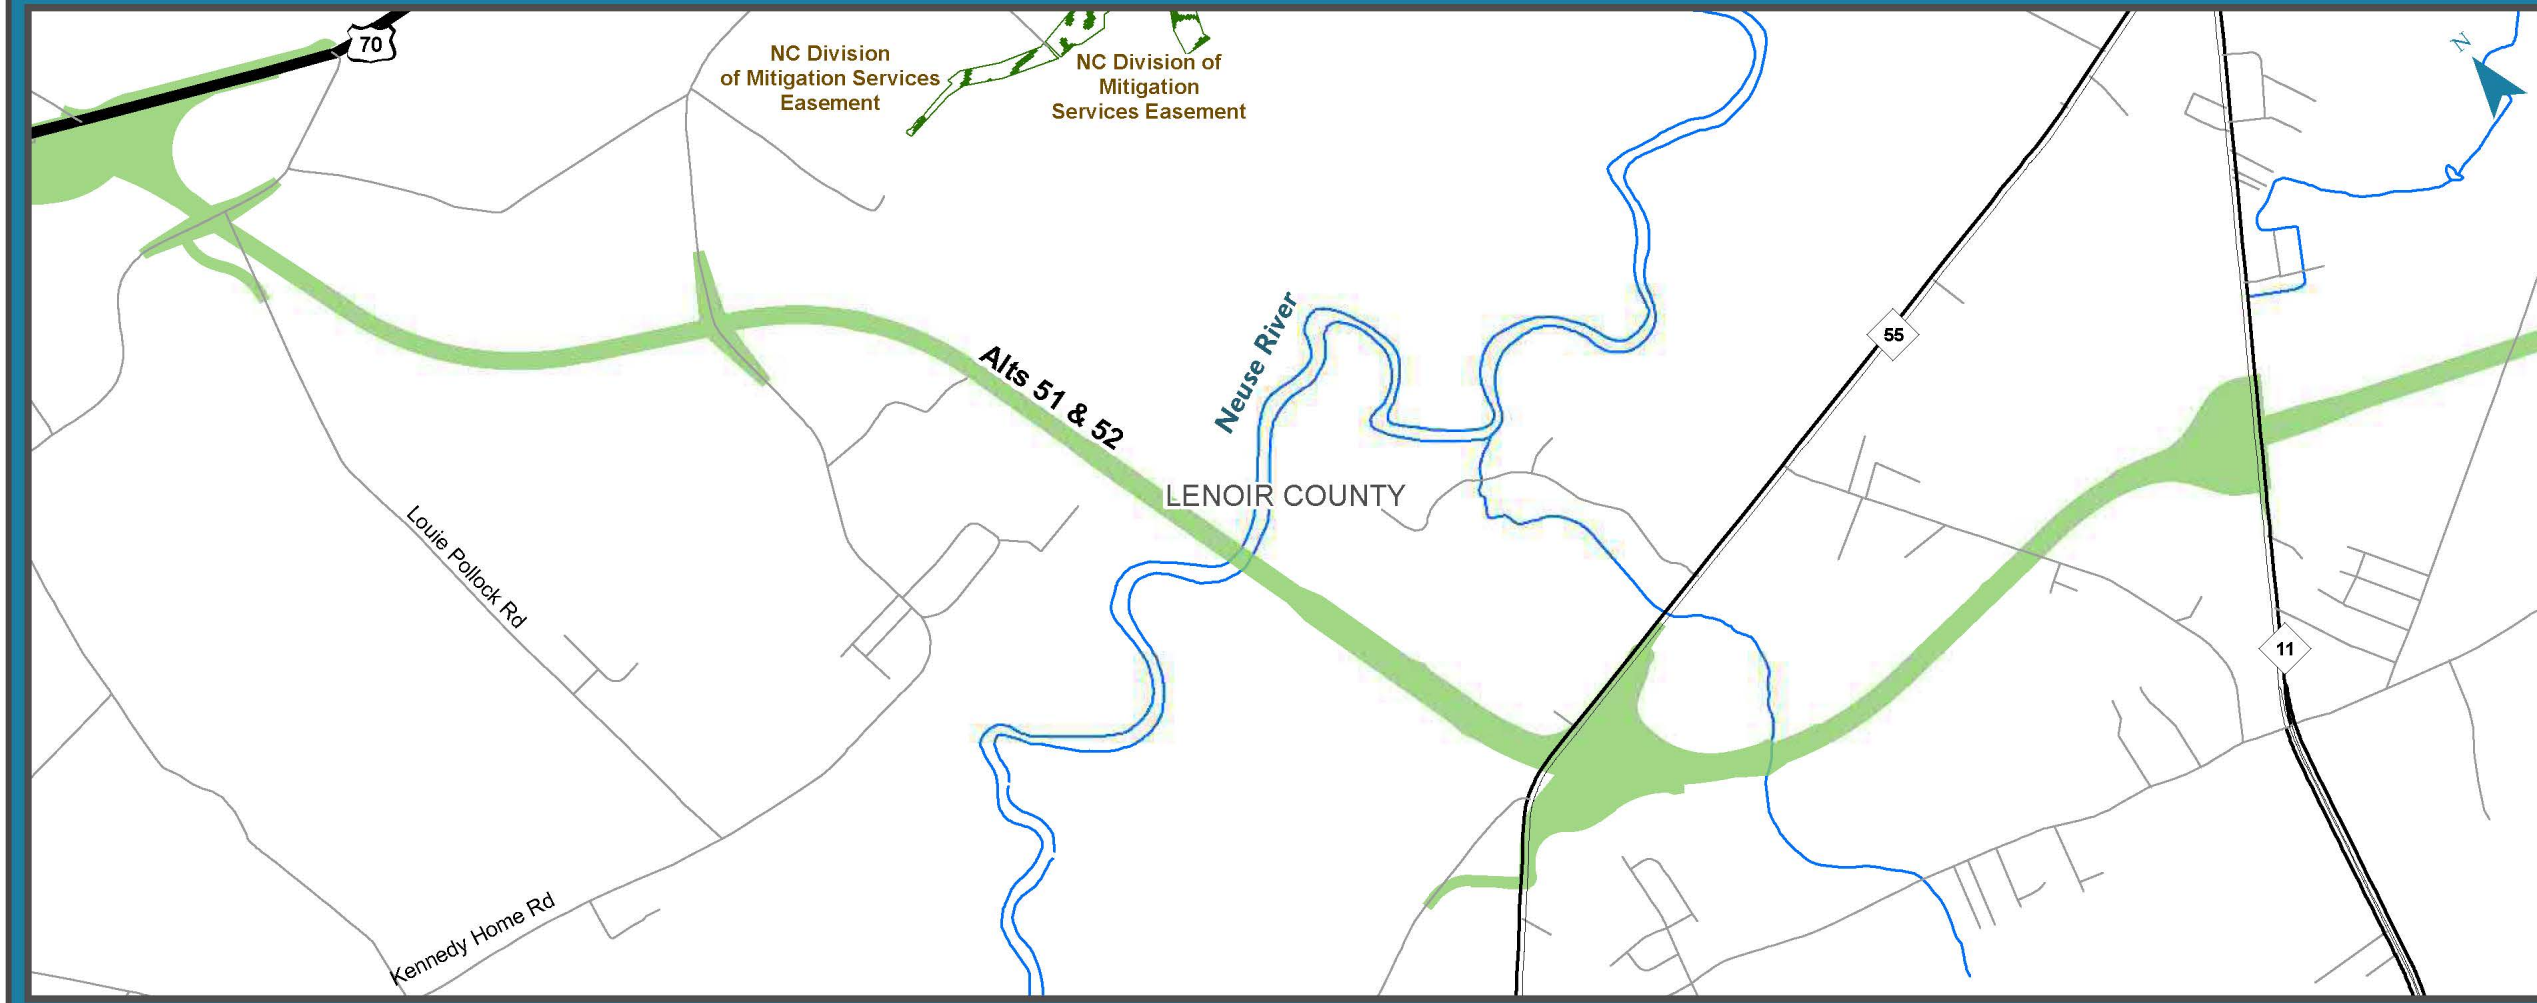 70
NC Division
of Mitigation Services
Easement
NC Division of
Mitigation
Services Easement
N
55
Neuse River
Alts 51 & 52
LENOIR COUNTY
Louie Pollock Rd
11
Kennedy Home Rd